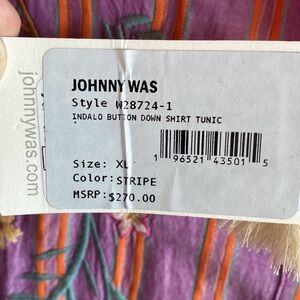 johnnywas.com
JOHNNY WAS
Style W28724-1
INDALO BUTTON DOWN SHIRT TUNIC
Size: XL
1 96521 43501 5
Color: STRIPE
MSRP: $270.00